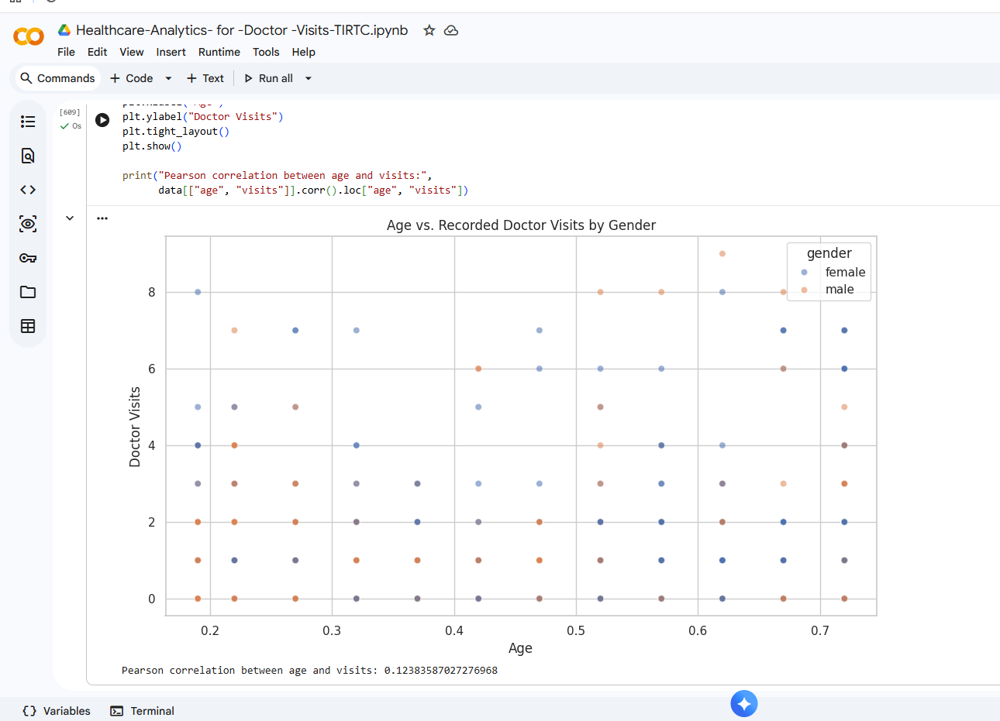 Healthcare-Analytics- for -Doctor -Visits-TIRTC.ipynb
File Edit View Insert Runtime Tools Help
Commands + Code + Text Run all
[609]
0s
plt.ylabel("Doctor Visits")
plt.tight_layout()
plt.show()
print("Pearson correlation between age and visits:",
data[["age", "visits"]].corr().loc["age", "visits"])
Age vs. Recorded Doctor Visits by Gender
gender
female
male
8
6
4
2
0
Doctor Visits
0.2 0.3 0.4 0.5 0.6 0.7
Age
Pearson correlation between age and visits: 0.12383587027276968
Variables Terminal